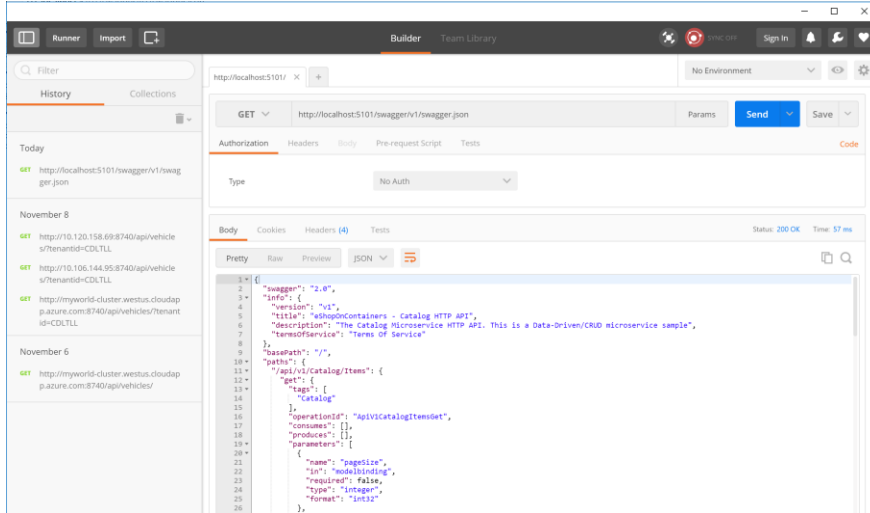 Runner Import Builder Team Library SYNC OFF Sign In
Filter
History Collections
Today
GET http://localhost:5101/swagger/v1/swag
ger.json
November 8
GET http://10.120.158.69:8740/api/vehicle
s/?tenantid=CDLTLL
GET http://10.106.144.95:8740/api/vehicle
s/?tenantid=CDLTLL
GET http://myworld-cluster.westus.cloudap
p.azure.com:8740/api/vehicles/?tenant
id=CDLTLL
November 6
GET http://myworld-cluster.westus.cloudap
p.azure.com:8740/api/vehicles/
http://localhost:5101/ No Environment
GET http://localhost:5101/swagger/v1/swagger.json Params Send Save
Authorization Headers Body Pre-request Script Tests Code
Type No Auth
Body Cookies Headers (4) Tests Status: 200 OK Time: 57 ms
Pretty Raw Preview JSON
1 {
2 "swagger": "2.0",
3 "info": {
4 "version": "v1",
5 "title": "eShopOnContainers - Catalog HTTP API",
6 "description": "The Catalog Microservice HTTP API. This is a Data-Driven/CRUD microservice sample",
7 "termsOfService": "Terms Of Service"
8 },
9 "basePath": "/",
10 "paths": {
11 "/api/v1/Catalog/Items": {
12 "get": {
13 "tags": [
14 "Catalog"
15 ],
16 "operationId": "ApiV1CatalogItemsGet",
17 "consumes": [],
18 "produces": [],
19 "parameters": [
20 {
21 "name": "pageSize",
22 "in": "modelbinding",
23 "required": false,
24 "type": "integer",
25 "format": "int32"
26 },